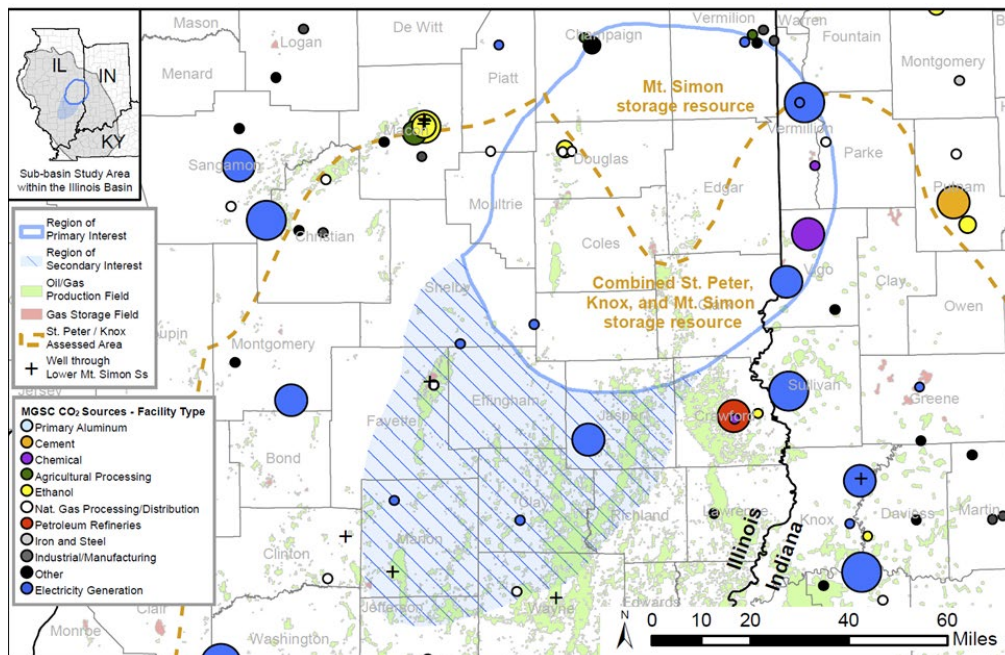 Mason
Logan
De Witt
Champaign
Vermilion
Warren
Fountain
Montgomery
IL
IN
KY
Sub-basin Study Area
within the Illinois Basin
Menard
Piatt
Mt. Simon
storage resource
Macon
Vermillion
Parke
Sangamon
Douglas
Edgar
Putnam
Moultrie
Christian
Coles
Region of
Primary Interest
Region of
Secondary Interest
Oil/Gas
Production Field
Gas Storage Field
St. Peter / Knox
Assessed Area
Well through
Lower Mt. Simon Ss
Vigo
Clay
Combined St. Peter,
Knox, and Mt. Simon
storage resource
Shelby
Clark
Owen
oupin
Montgomery
Jersey
Sullivan
Greene
Effingham
Fayette
Jasper
Crawford
MGSC CO₂ Sources - Facility Type
Primary Aluminum
Cement
Chemical
Agricultural Processing
Ethanol
Nat. Gas Processing/Distribution
Petroleum Refineries
Iron and Steel
Industrial/Manufacturing
Other
Electricity Generation
Bond
Clay
Richland
Lawrence
Knox
Daviess
Martin
Marion
Clinton
Illinois
Indiana
Clair
Jefferson
Wayne
Edwards
Monroe
Washington
N
0 10 20 40 60
Miles